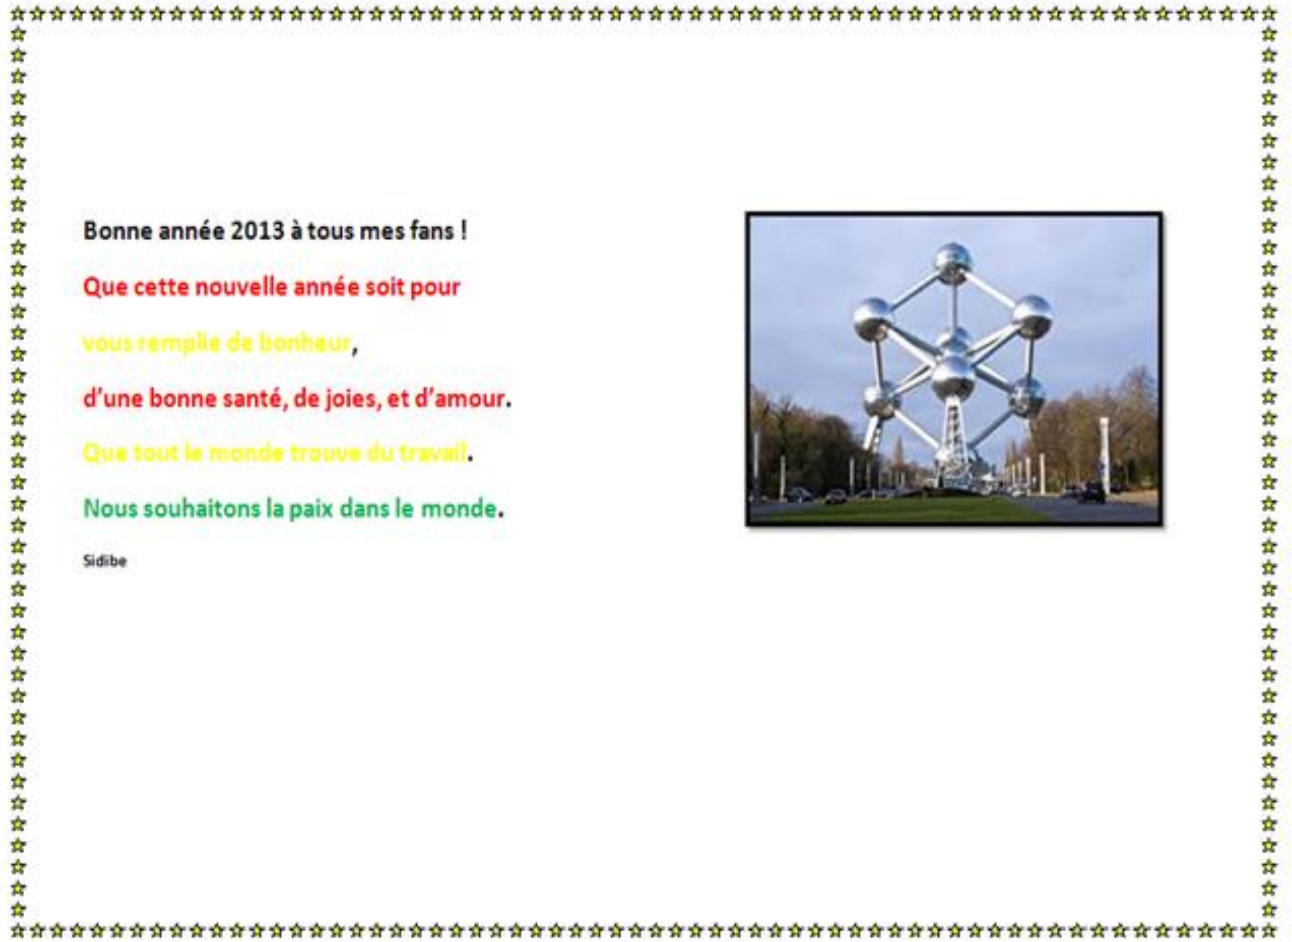 Bonne année 2013 à tous mes fans !
Que cette nouvelle année soit pour
vous remplie de bonheur,
d'une bonne santé, de joies, et d'amour.
Que tout le monde trouve du travail.
Nous souhaitons la paix dans le monde.
Sidibe